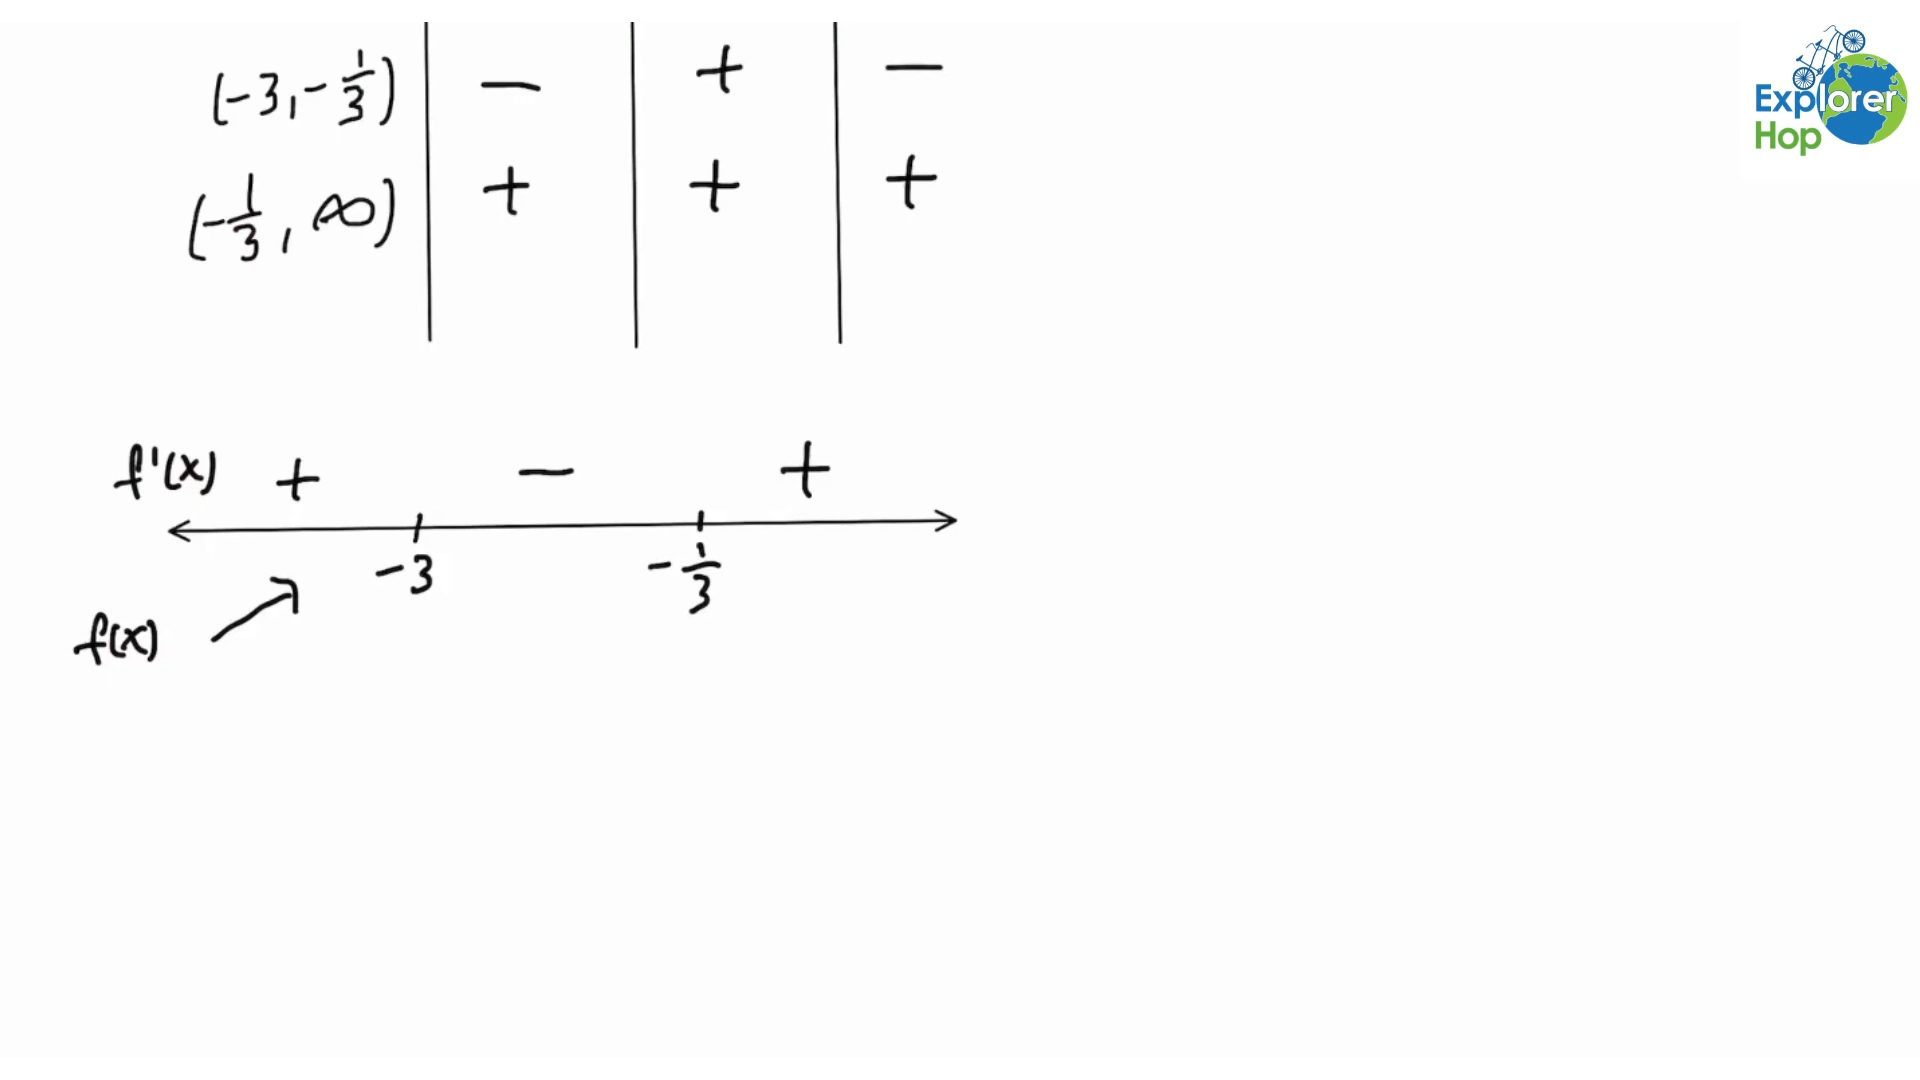 (-3, -1/3) - + -
Explorer
Hop
(-1/3, ∞) + + +
f'(x) + - +
-3 -1/3
f(x)